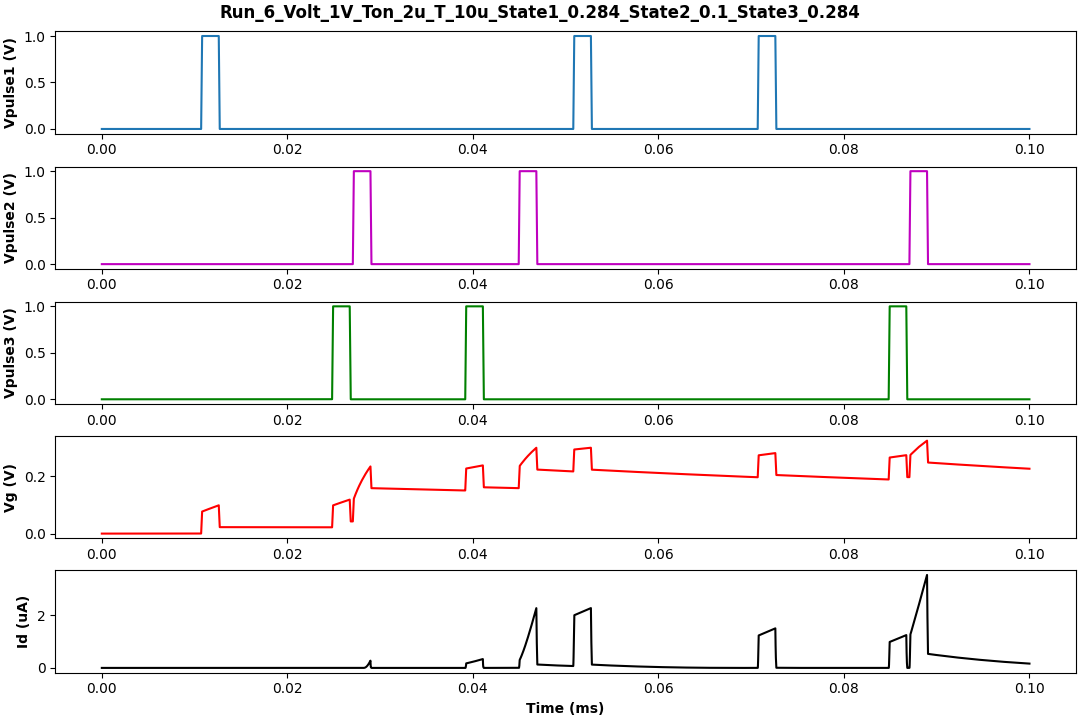 Run_6_Volt_1V_Ton_2u_T_10u_State1_0.284_State2_0.1_State3_0.284
Vpulse1 (V)
1.0
0.5
0.0
0.00 0.02 0.04 0.06 0.08 0.10
Vpulse2 (V)
1.0
0.5
0.0
0.00 0.02 0.04 0.06 0.08 0.10
Vpulse3 (V)
1.0
0.5
0.0
0.00 0.02 0.04 0.06 0.08 0.10
Vg (V)
0.2
0.0
0.00 0.02 0.04 0.06 0.08 0.10
Id (uA)
2
0
0.00 0.02 0.04 0.06 0.08 0.10
Time (ms)